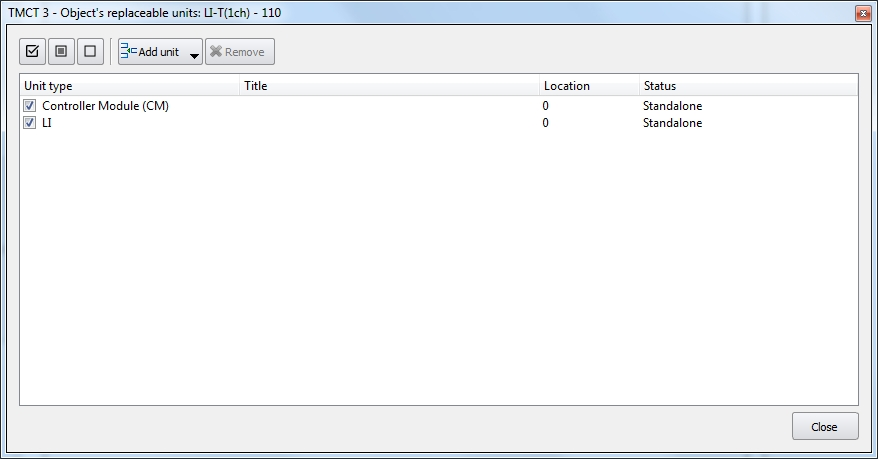 TMCT 3 - Object's replaceable units: LI-T(1ch) - 110
Add unit Remove
Unit type Title Location Status
Controller Module (CM) 0 Standalone
LI 0 Standalone
Close